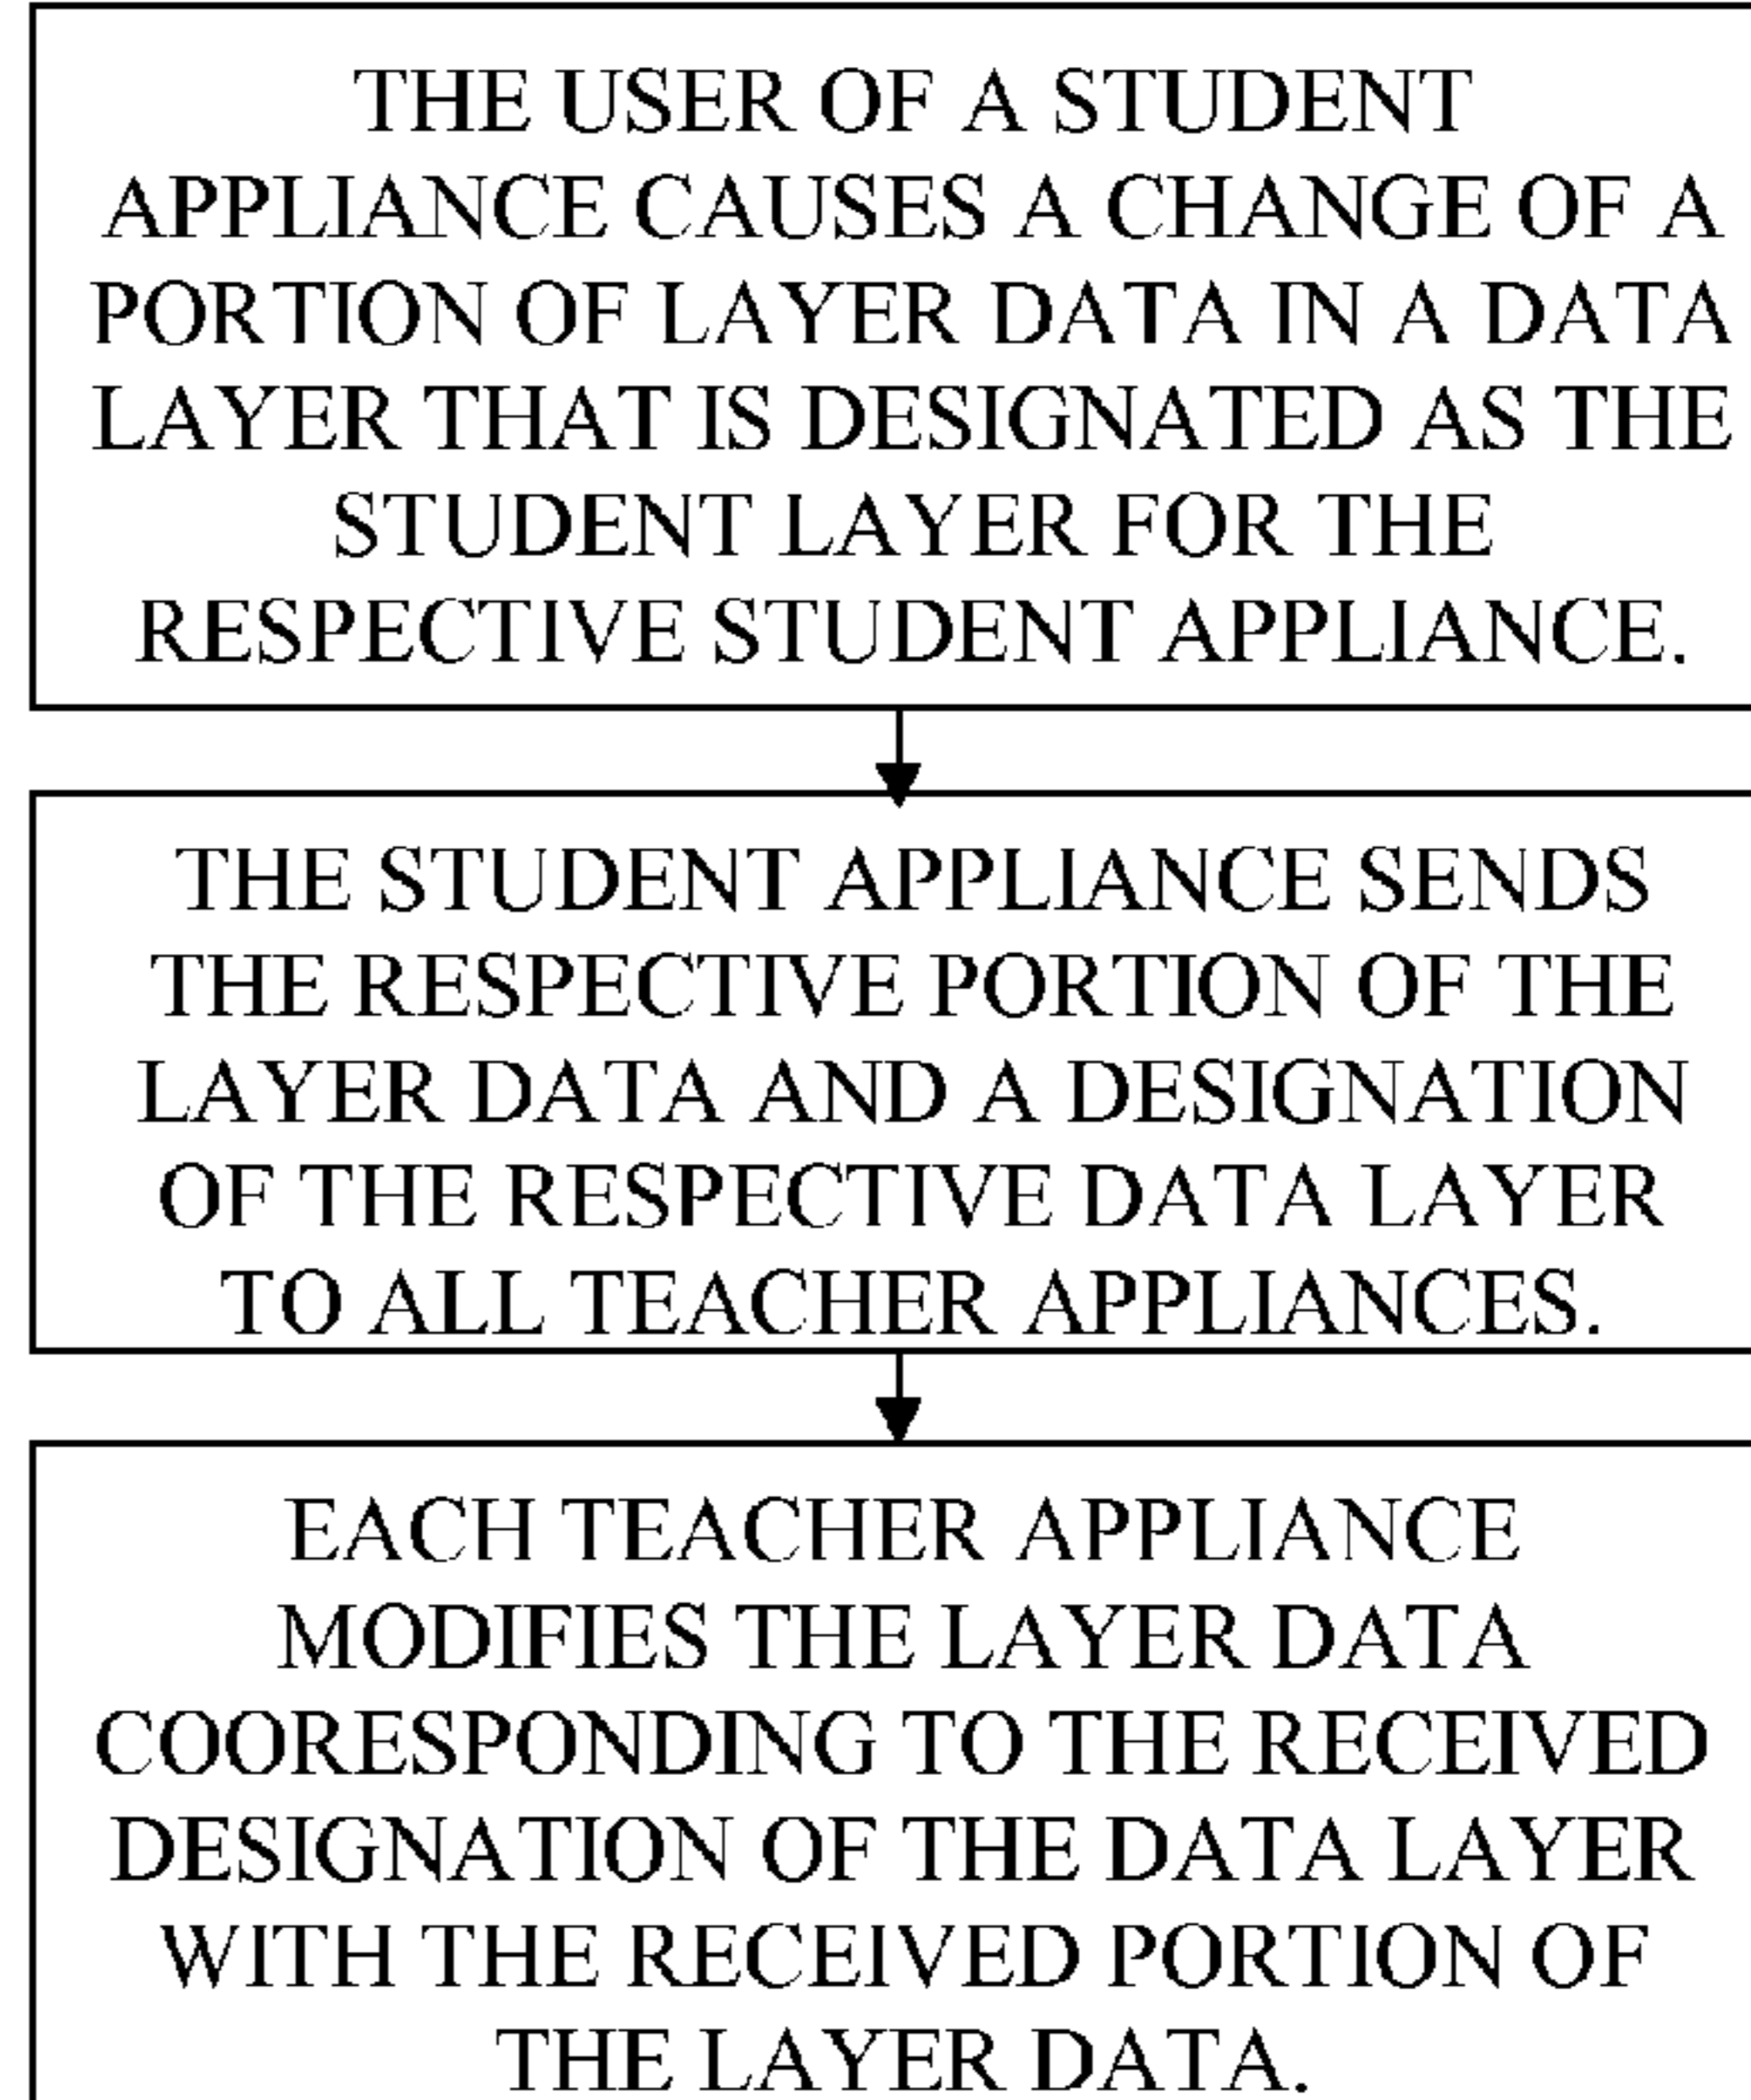 THE USER OF A STUDENT
APPLIANCE CAUSES A CHANGE OF A
PORTION OF LAYER DATA IN A DATA
LAYER THAT IS DESIGNATED AS THE
STUDENT LAYER FOR THE
RESPECTIVE STUDENT APPLIANCE.
THE STUDENT APPLIANCE SENDS
THE RESPECTIVE PORTION OF THE
LAYER DATA AND A DESIGNATION
OF THE RESPECTIVE DATA LAYER
TO ALL TEACHER APPLIANCES.
EACH TEACHER APPLIANCE
MODIFIES THE LAYER DATA
COORESPONDING TO THE RECEIVED
DESIGNATION OF THE DATA LAYER
WITH THE RECEIVED PORTION OF
THE LAYER DATA.